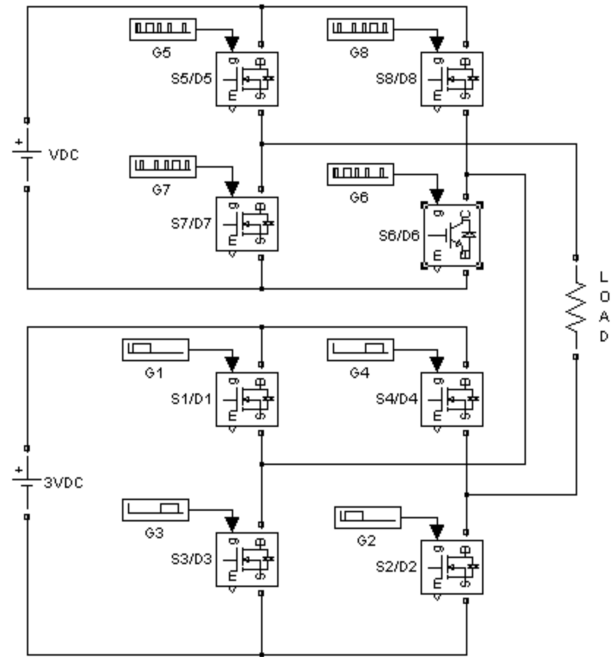 G5
G8
g
D
S5/D5
m
S
g
D
S8/D8
m
S
+
VDC
G7
G6
g
D
S7/D7
m
S
g
C
S6/D6
m
E
L
O
A
D
G1
G4
g
D
S1/D1
m
S
g
D
S4/D4
m
S
+
3VDC
G3
G2
g
D
S3/D3
m
S
g
D
S2/D2
m
S